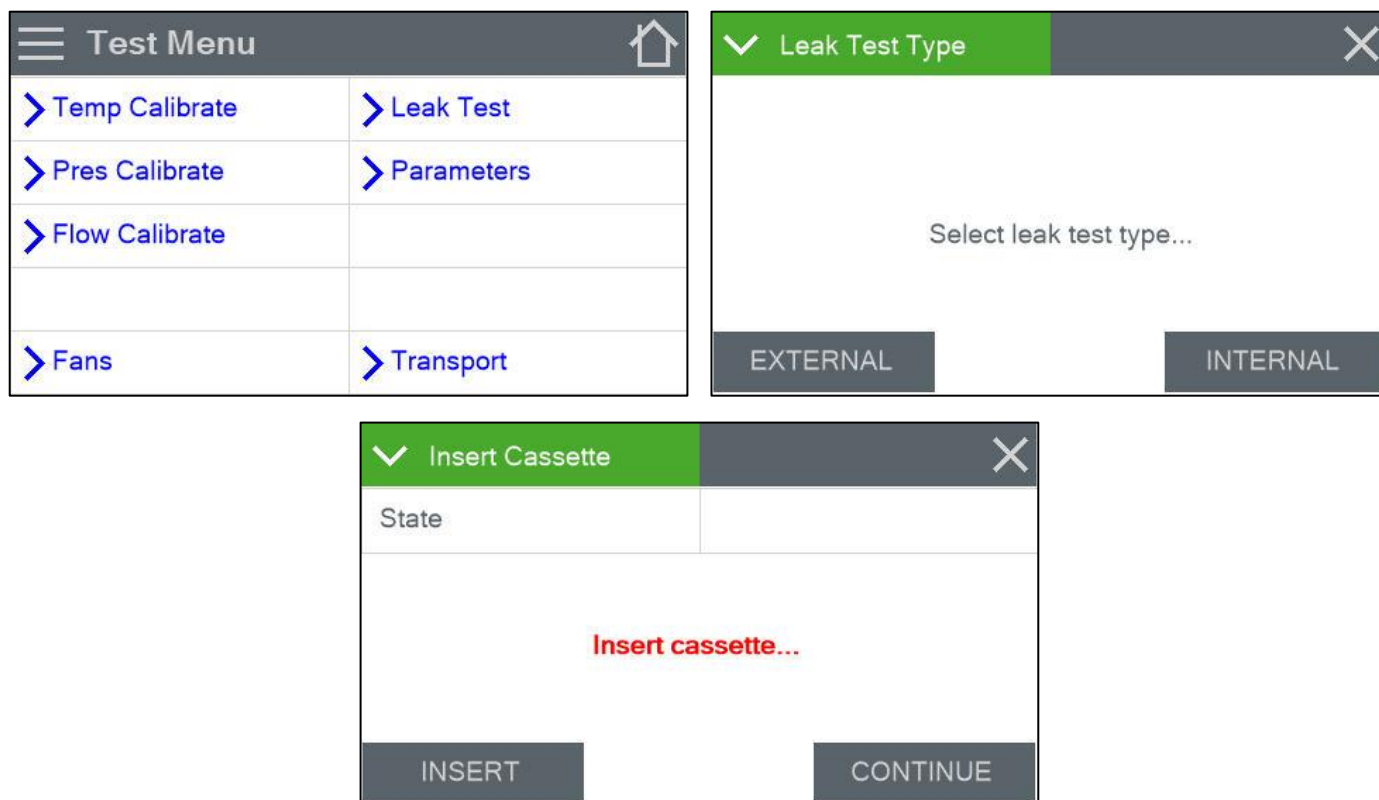 Test Menu
Temp Calibrate
Leak Test
Pres Calibrate
Parameters
Flow Calibrate
Fans
Transport
Leak Test Type
Select leak test type...
EXTERNAL
INTERNAL
Insert Cassette
State
Insert cassette...
INSERT
CONTINUE